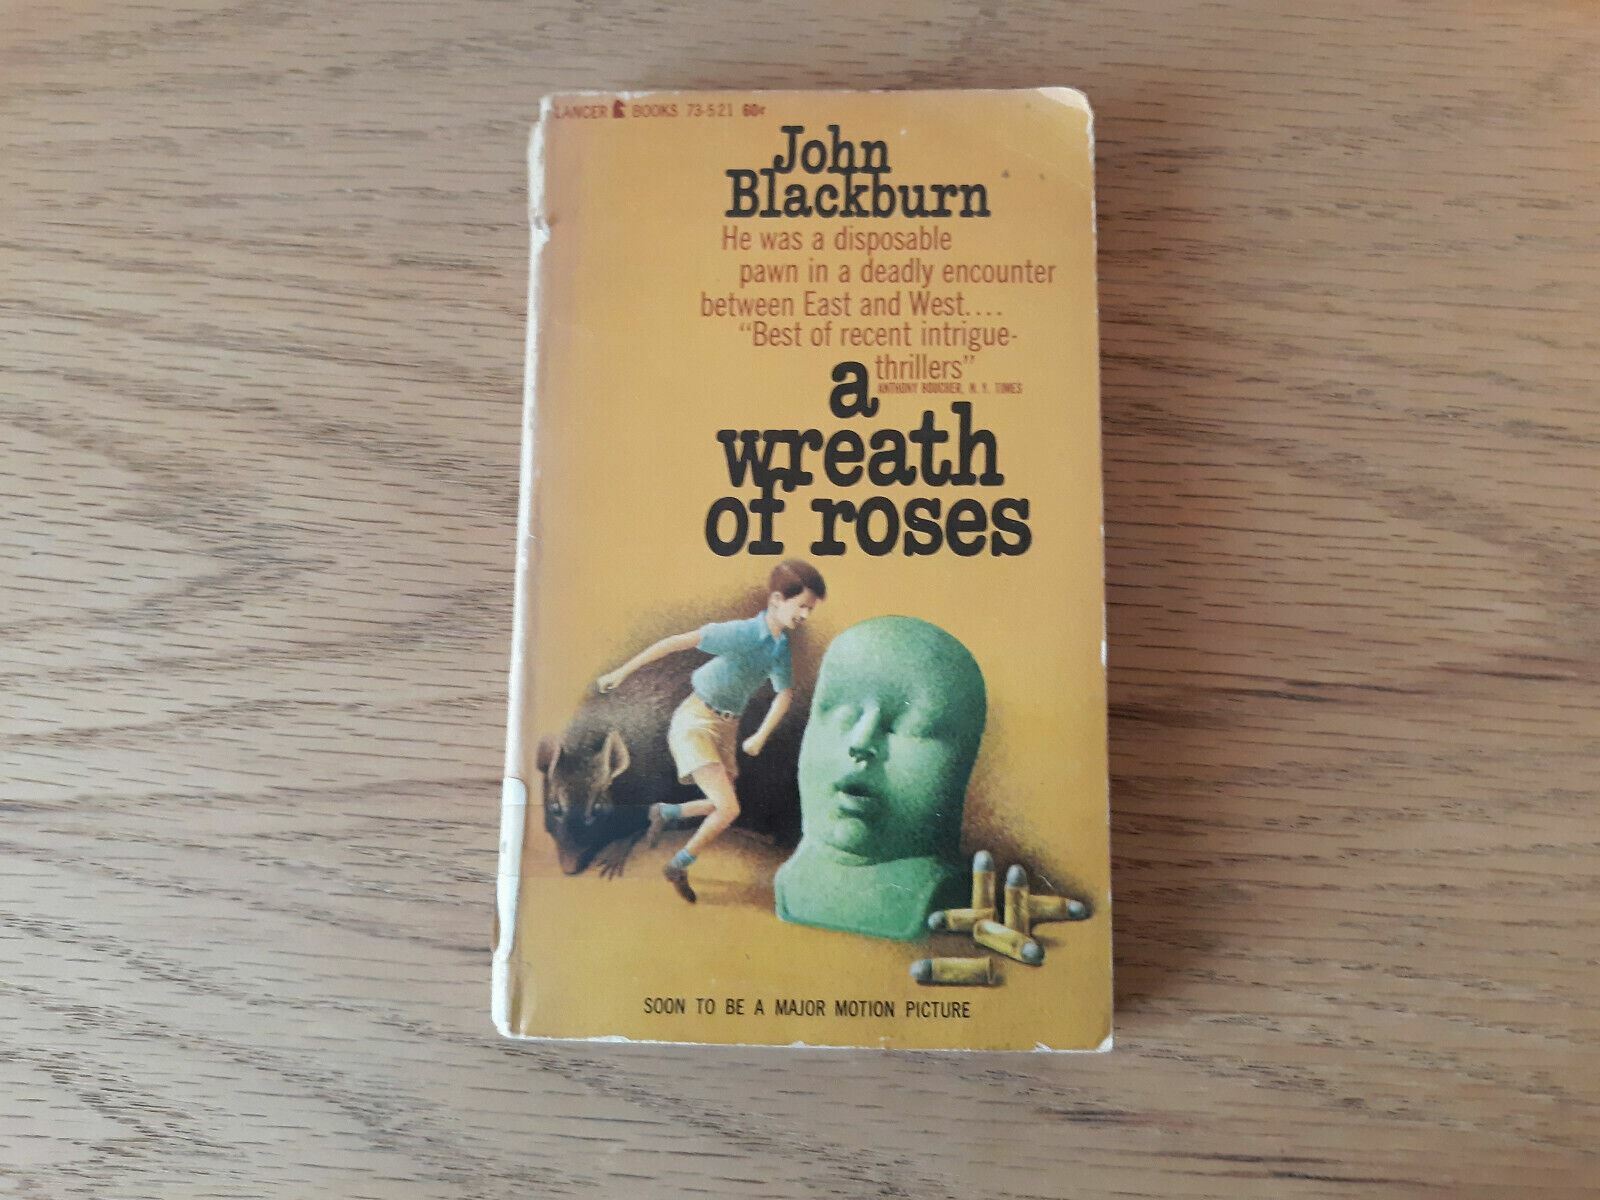 LANCER BOOKS 73-521 60¢
John
Blackburn
He was a disposable
pawn in a deadly encounter
between East and West....
"Best of recent intrigue-
thrillers"
ANTHONY BOUCHER, N. Y. TIMES
a
wreath
of roses
SOON TO BE A MAJOR MOTION PICTURE